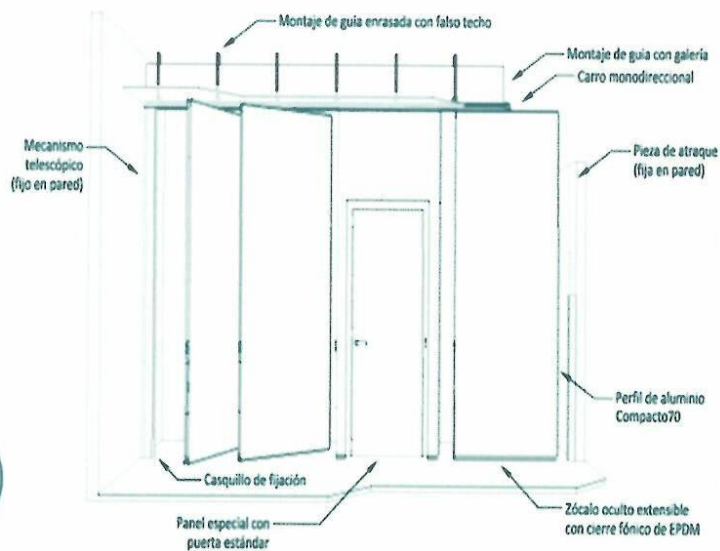 Montaje de guía enrasada con falso techo
Montaje de guia con galería
Carro monodireccional
Mecanismo
telescópico
(fijo en pared)
Pieza de atraque
(fija en pared)
Perfil de aluminio
Compacto70
Casquillo de fijación
Panel especial con
puerta estándar
Zócalo oculto extensible
con cierre fónico de EPDM